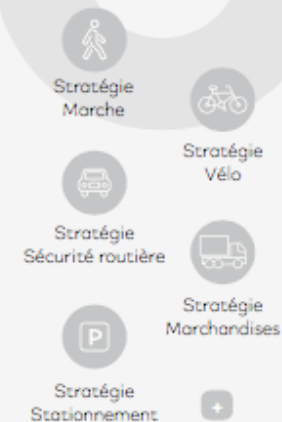 Stratégie
Marche
Stratégie
Vélo
Stratégie
Sécurité routière
Stratégie
Marchandises
P
Stratégie
Stationnement
+